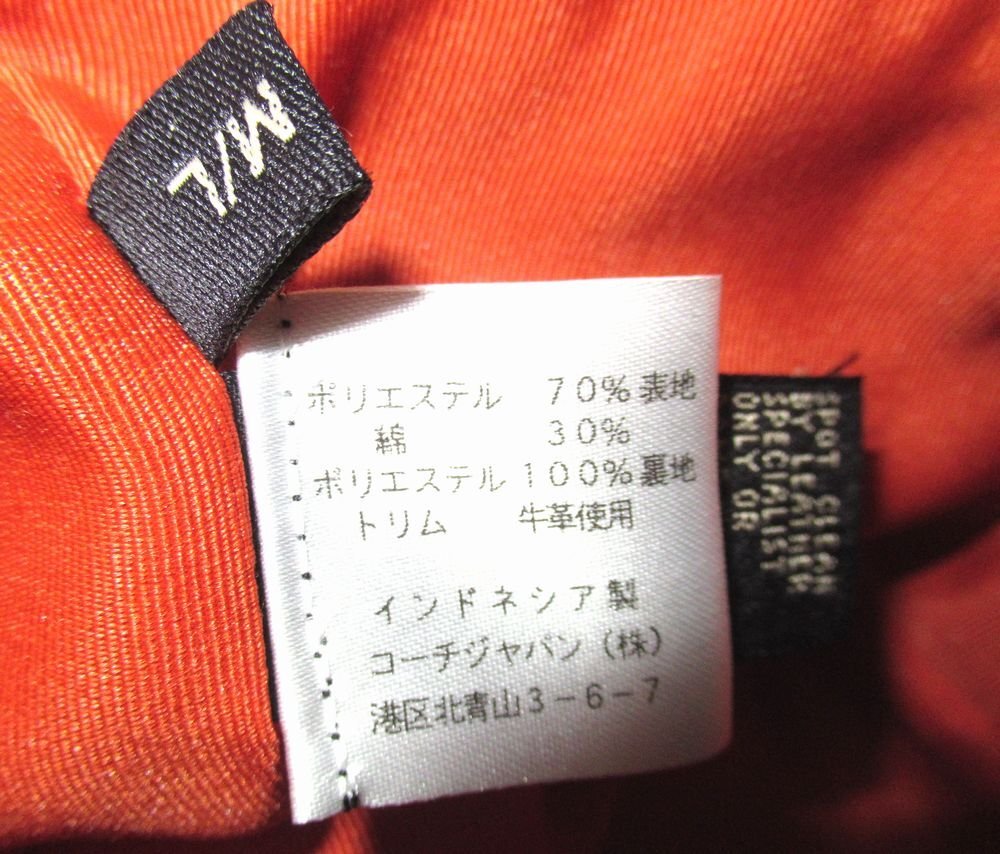 M/L
ポリエステル 70%表地
綿 30%
ポリエステル 100%裏地
トリム 牛革使用
インドネシア製
コーチジャパン(株)
港区北青山3-6-7
SPOT CLEAN
BY LEATHER
SPECIALIST
ONLY OR